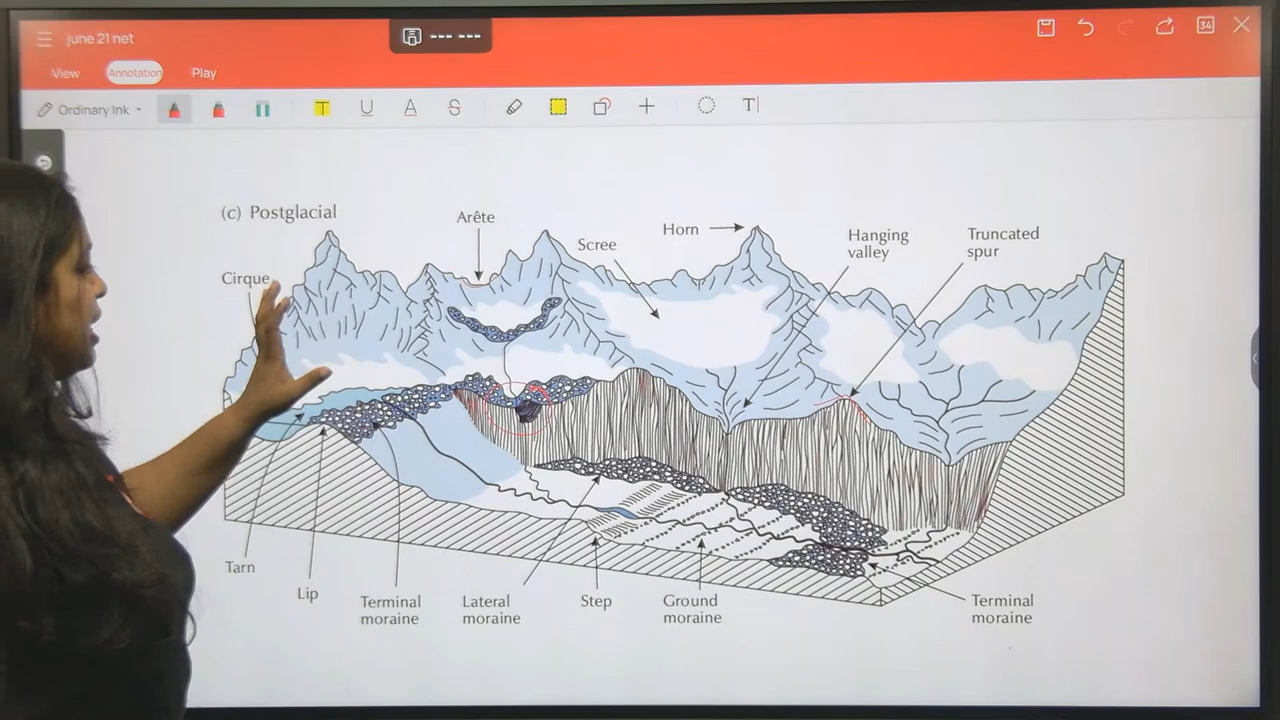 june 21 net
34
View
Annotation
Play
Ordinary Ink
T
U
A
S
T
(c) Postglacial
Arête
Scree
Horn
Hanging
valley
Truncated
spur
Cirque
Tarn
Lip
Terminal
moraine
Lateral
moraine
Step
Ground
moraine
Terminal
moraine